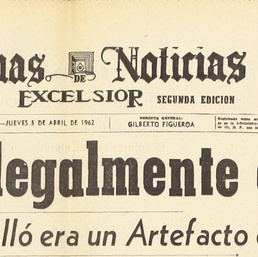 mas DE Noticias
EXCELSIOR SEGUNDA EDICION
JUEVES 5 DE ABRIL DE 1962
GERENTE GENERAL:
GILBERTO FIGUEROA
legalmente
lló era un Artefacto